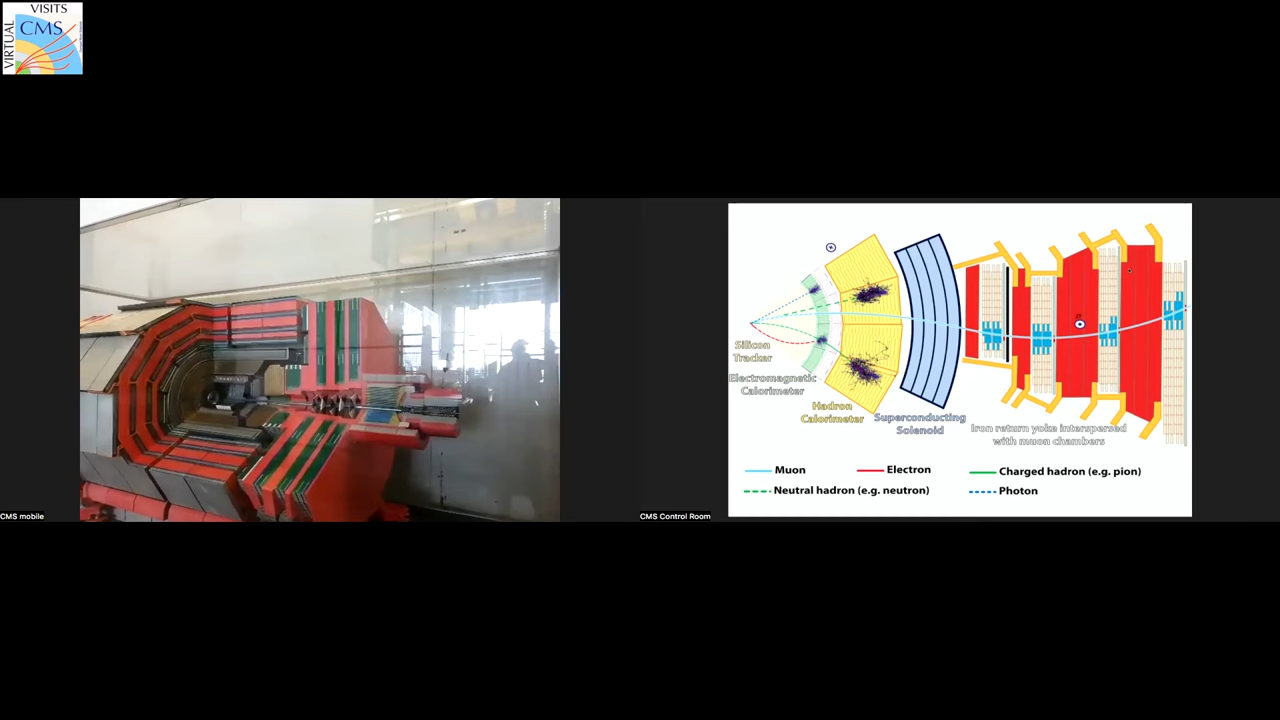 VISITS
CMS
VIRTUAL
Silicon
Tracker
Electromagnetic
Calorimeter
Hadron
Calorimeter
Superconducting
Solenoid
Iron return yoke interspersed
with muon chambers
Muon
Electron
Charged hadron (e.g. pion)
Neutral hadron (e.g. neutron)
Photon
CMS mobile
CMS Control Room